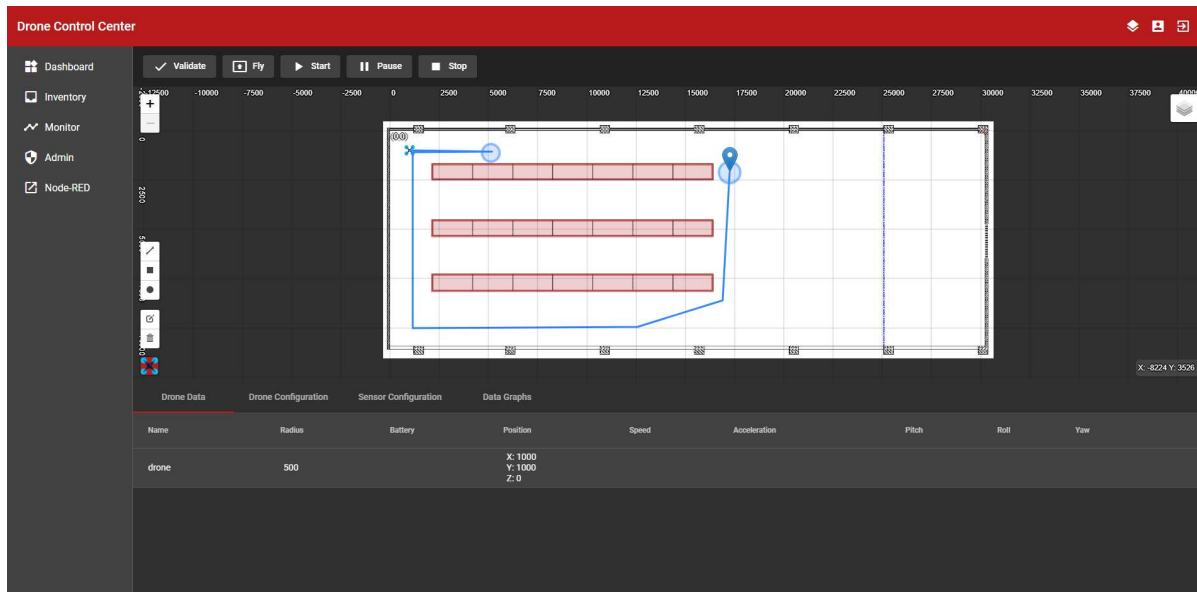 Drone Control Center
Dashboard
Inventory
Monitor
Admin
Node-RED
Validate Fly Start Pause Stop
-12500 -10000 -7500 -5000 -2500 0 2500 5000 7500 10000 12500 15000 17500 20000 22500 25000 27500 30000 32500 35000 37500
+
−
0
2500
(0;0)
X: -8224 Y: 3526
Drone Data Drone Configuration Sensor Configuration Data Graphs
Name Radius Battery Position Speed Acceleration Pitch Roll Yaw
drone 500 X: 1000
Y: 1000
Z: 0